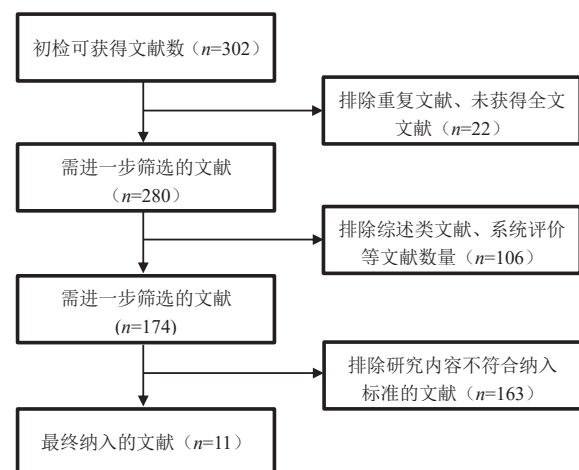 初检可获得文献数（n=302）
排除重复文献、未获得全文
文献（n=22）
需进一步筛选的文献
（n=280）
排除综述类文献、系统评价
等文献数量（n=106）
需进一步筛选的文献
(n=174)
排除研究内容不符合纳入
标准的文献（n=163）
最终纳入的文献（n=11）